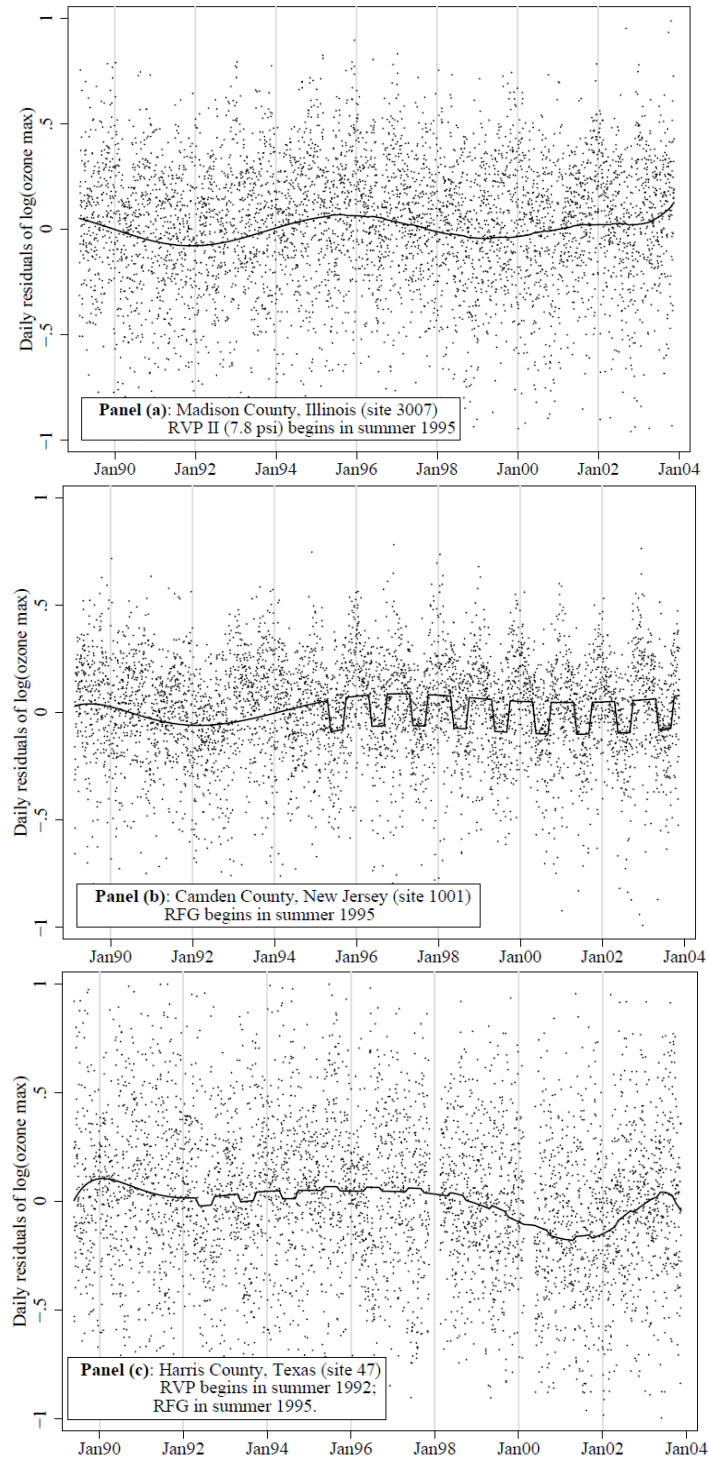 1
.5
0
−.5
−1
Daily residuals of log(ozone max)
Panel (a): Madison County, Illinois (site 3007)
RVP II (7.8 psi) begins in summer 1995
Jan90 Jan92 Jan94 Jan96 Jan98 Jan00 Jan02 Jan04
1
.5
0
−.5
−1
Daily residuals of log(ozone max)
Panel (b): Camden County, New Jersey (site 1001)
RFG begins in summer 1995
Jan90 Jan92 Jan94 Jan96 Jan98 Jan00 Jan02 Jan04
1
.5
0
−.5
−1
Daily residuals of log(ozone max)
Panel (c): Harris County, Texas (site 47)
RVP begins in summer 1992;
RFG in summer 1995.
Jan90 Jan92 Jan94 Jan96 Jan98 Jan00 Jan02 Jan04